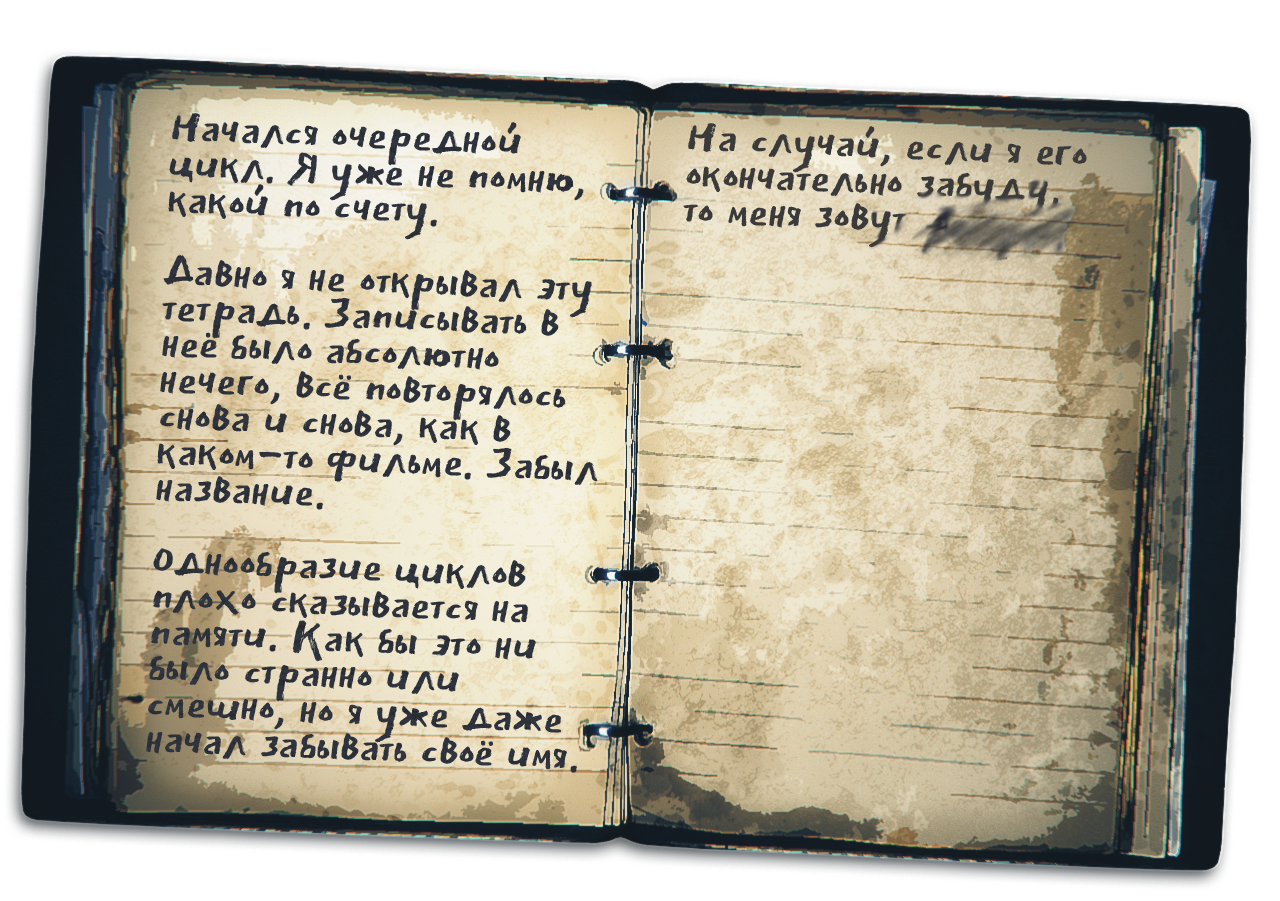 Начался очередной
цикл. Я уже не помню,
какой по счету.
Давно я не открывал эту
тетрадь. Записывать в
неё было абсолютно
нечего, всё повторялось
снова и снова, как в
каком-то фильме. Забыл
название.
Однообразие циклов
плохо сказывается на
памяти. Как бы это ни
было странно или
смешно, но я уже даже
начал забывать своё имя.
На случай, если я его
окончательно забуду,
то меня зовут